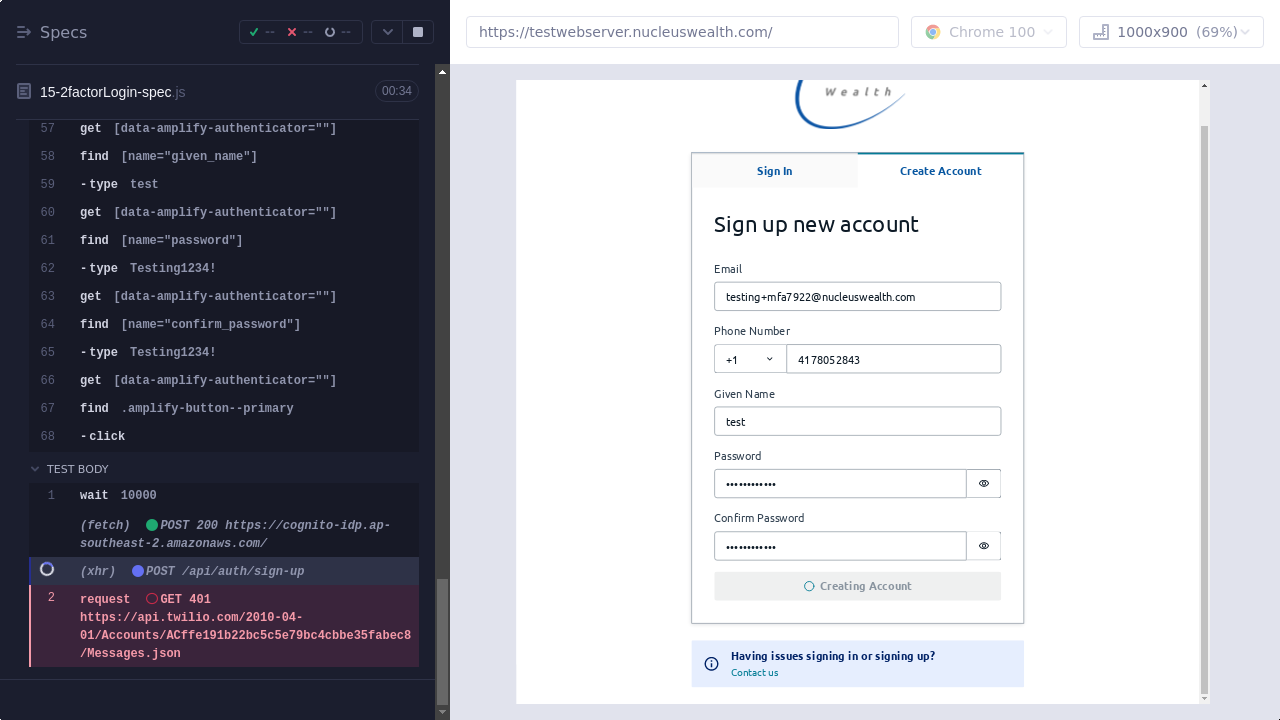 Specs
--
--
--
https://testwebserver.nucleuswealth.com/
Chrome 100
1000x900 (69%)
15-2factorLogin-spec.js
00:34
57 get [data-amplify-authenticator=""]
58 find [name="given_name"]
59 -type test
60 get [data-amplify-authenticator=""]
61 find [name="password"]
62 -type Testing1234!
63 get [data-amplify-authenticator=""]
64 find [name="confirm_password"]
65 -type Testing1234!
66 get [data-amplify-authenticator=""]
67 find .amplify-button--primary
68 -click
TEST BODY
1 wait 10000
(fetch) POST 200 https://cognito-idp.ap-
southeast-2.amazonaws.com/
(xhr) POST /api/auth/sign-up
2 request GET 401
https://api.twilio.com/2010-04-
01/Accounts/ACffe191b22bc5c5e79bc4cbbe35fabec8
/Messages.json
Wealth
Sign In
Create Account
Sign up new account
Email
testing+mfa7922@nucleuswealth.com
Phone Number
+1
4178052843
Given Name
test
Password
••••••••••••
Confirm Password
••••••••••••
Creating Account
Having issues signing in or signing up?
Contact us